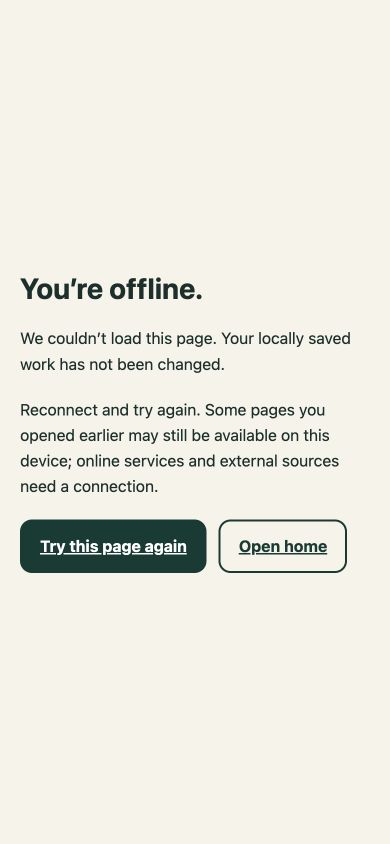 You’re offline.
We couldn’t load this page. Your locally saved
work has not been changed.
Reconnect and try again. Some pages you
opened earlier may still be available on this
device; online services and external sources
need a connection.
Try this page again
Open home